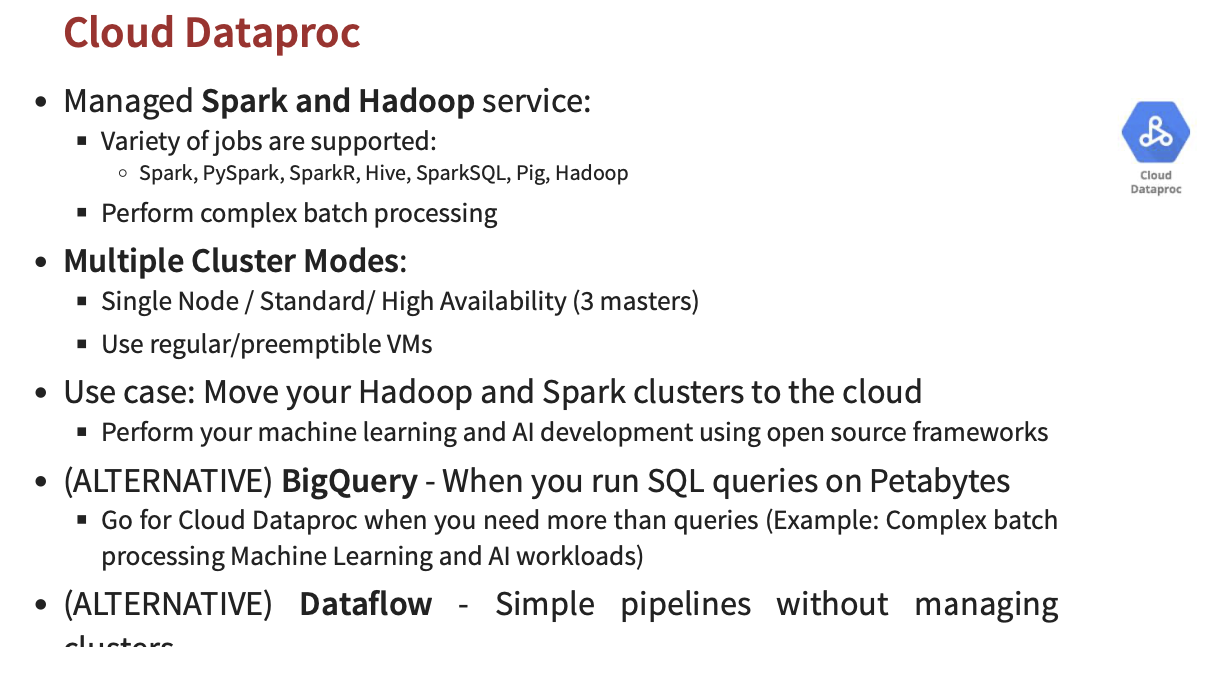 Cloud Dataproc
• Managed Spark and Hadoop service:
▪ Variety of jobs are supported:
○ Spark, PySpark, SparkR, Hive, SparkSQL, Pig, Hadoop
▪ Perform complex batch processing
• Multiple Cluster Modes:
▪ Single Node / Standard/ High Availability (3 masters)
▪ Use regular/preemptible VMs
• Use case: Move your Hadoop and Spark clusters to the cloud
▪ Perform your machine learning and AI development using open source frameworks
• (ALTERNATIVE) BigQuery - When you run SQL queries on Petabytes
▪ Go for Cloud Dataproc when you need more than queries (Example: Complex batch
processing Machine Learning and AI workloads)
• (ALTERNATIVE) Dataflow - Simple pipelines without managing
clusters
Cloud
Dataproc